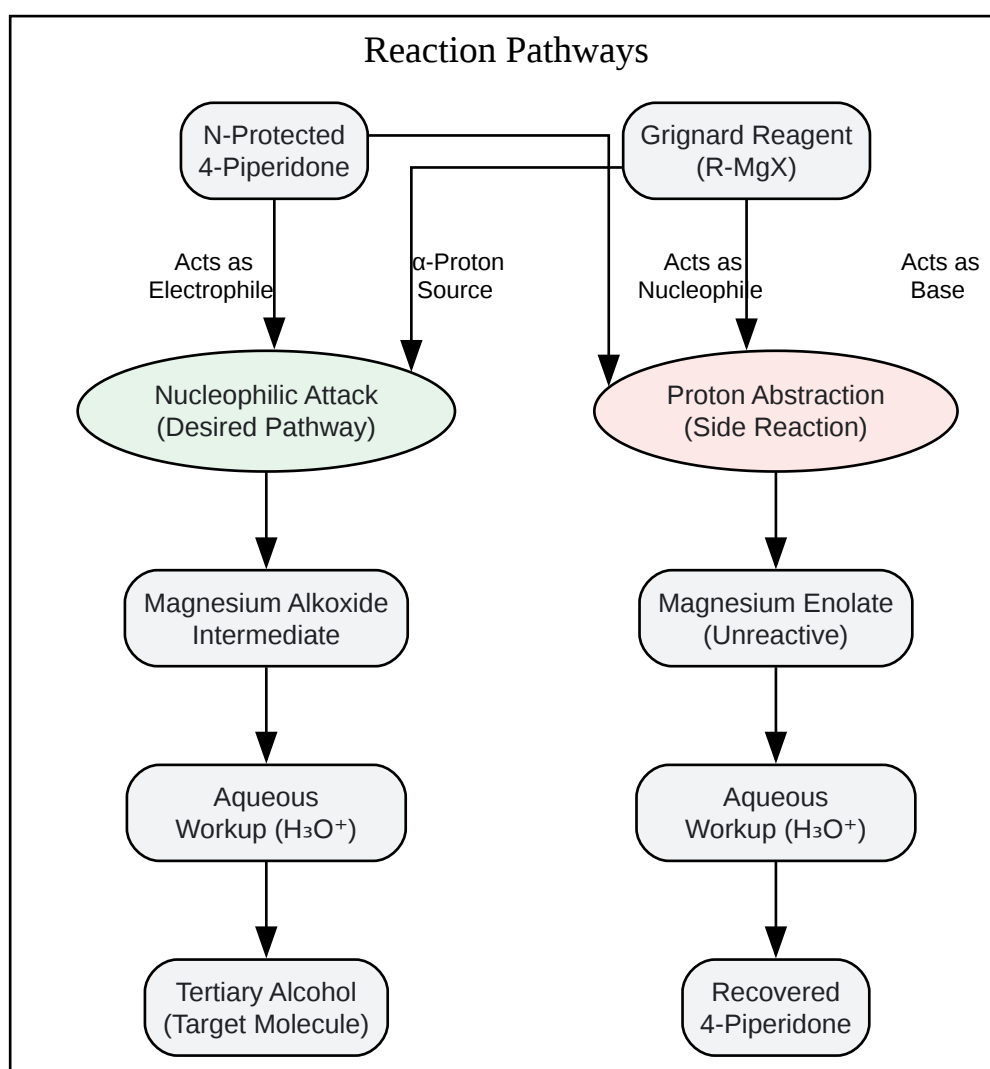 Reaction Pathways
N-Protected
4-Piperidone
Grignard Reagent
(R-MgX)
Acts as
Electrophile
α-Proton
Source
Acts as
Nucleophile
Acts as
Base
Nucleophilic Attack
(Desired Pathway)
Proton Abstraction
(Side Reaction)
Magnesium Alkoxide
Intermediate
Magnesium Enolate
(Unreactive)
Aqueous
Workup (H₃O⁺)
Aqueous
Workup (H₃O⁺)
Tertiary Alcohol
(Target Molecule)
Recovered
4-Piperidone